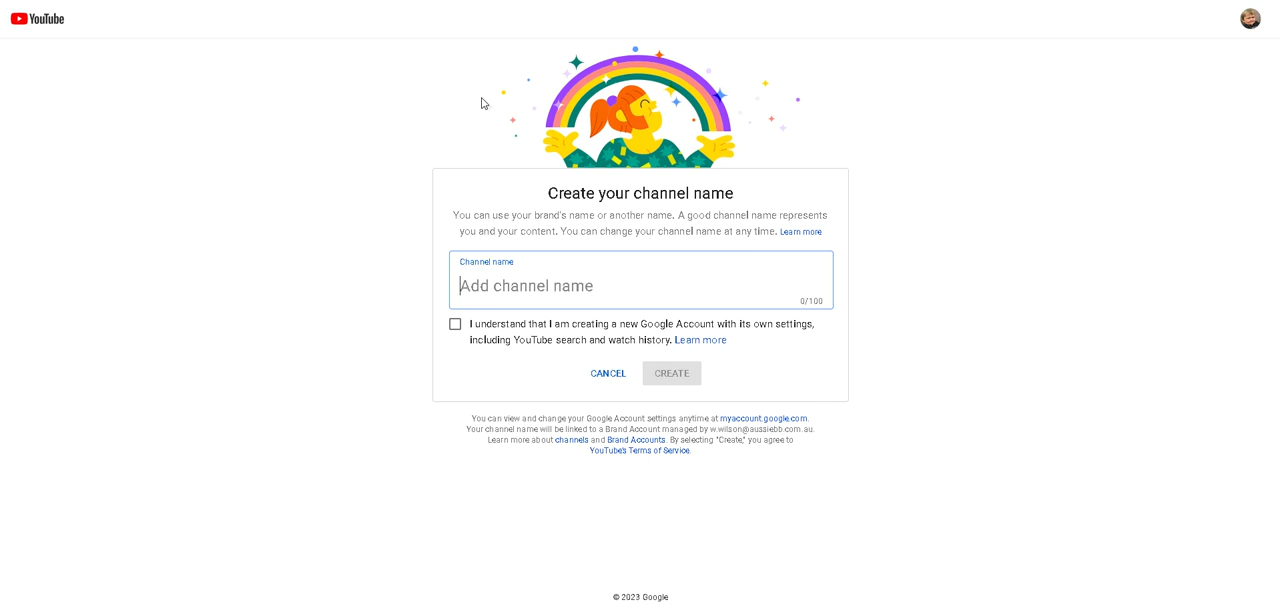 YouTube
Create your channel name
You can use your brand's name or another name. A good channel name represents
you and your content. You can change your channel name at any time. Learn more
Channel name
Add channel name
0/100
I understand that I am creating a new Google Account with its own settings,
including YouTube search and watch history. Learn more
CANCEL CREATE
You can view and change your Google Account settings anytime at myaccount.google.com.
Your channel name will be linked to a Brand Account managed by w.wilson@aussiebb.com.au.
Learn more about channels and Brand Accounts. By selecting "Create," you agree to
YouTube's Terms of Service.
© 2023 Google